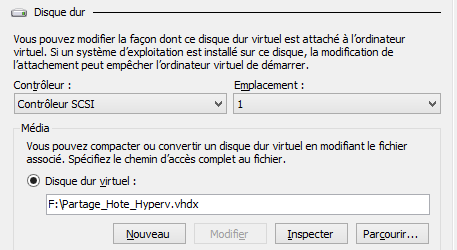 Disque dur
Vous pouvez modifier la façon dont ce disque dur virtuel est attaché à l'ordinateur
virtuel. Si un système d'exploitation est installé sur ce disque, la modification de
l'attachement peut empêcher l'ordinateur virtuel de démarrer.
Contrôleur : Emplacement :
Contrôleur SCSI 1
Média
Vous pouvez compacter ou convertir un disque dur virtuel en modifiant le fichier
associé. Spécifiez le chemin d'accès complet au fichier.
Disque dur virtuel :
F:\Partage_Hote_Hyperv.vhdx
Nouveau Modifier Inspecter Parcourir...